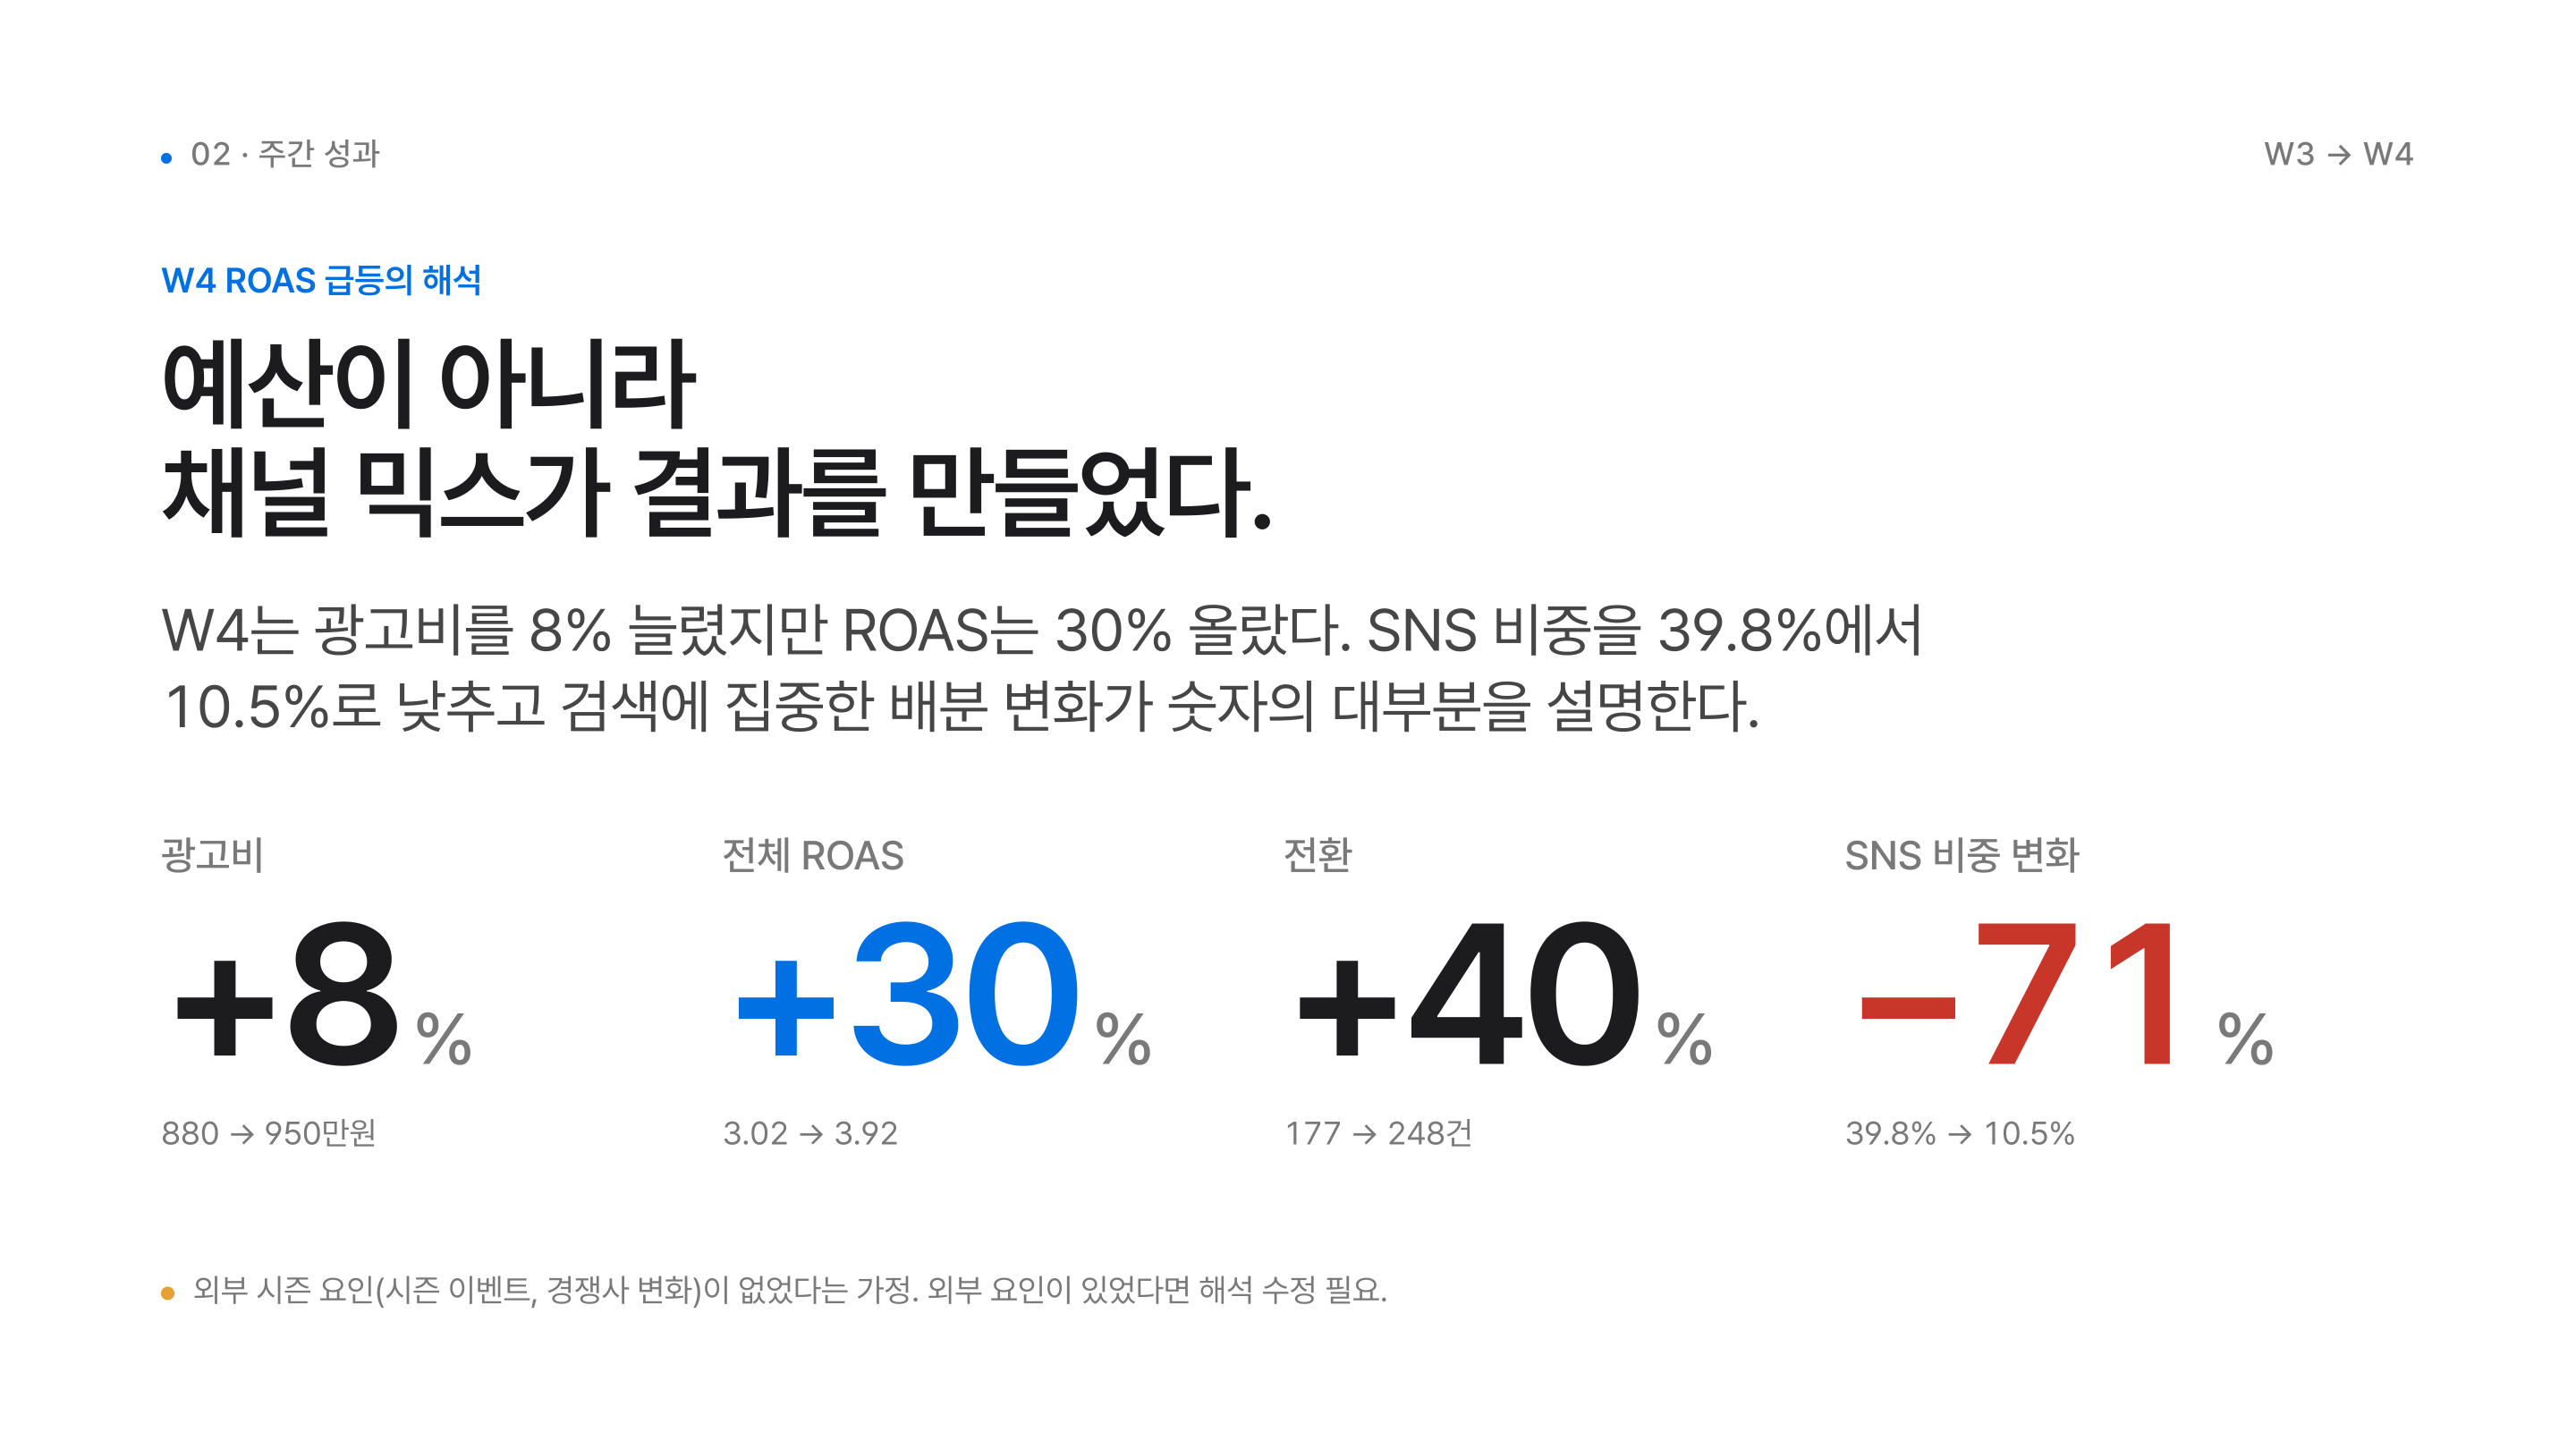 02 · 주간 성과
W3 → W4
W4 ROAS 급등의 해석
예산이 아니라
채널 믹스가 결과를 만들었다.
W4는 광고비를 8% 늘렸지만 ROAS는 30% 올랐다. SNS 비중을 39.8%에서
10.5%로 낮추고 검색에 집중한 배분 변화가 숫자의 대부분을 설명한다.
광고비
+8%
880 → 950만원
전체 ROAS
+30%
3.02 → 3.92
전환
+40%
177 → 248건
SNS 비중 변화
−71%
39.8% → 10.5%
외부 시즌 요인(시즌 이벤트, 경쟁사 변화)이 없었다는 가정. 외부 요인이 있었다면 해석 수정 필요.